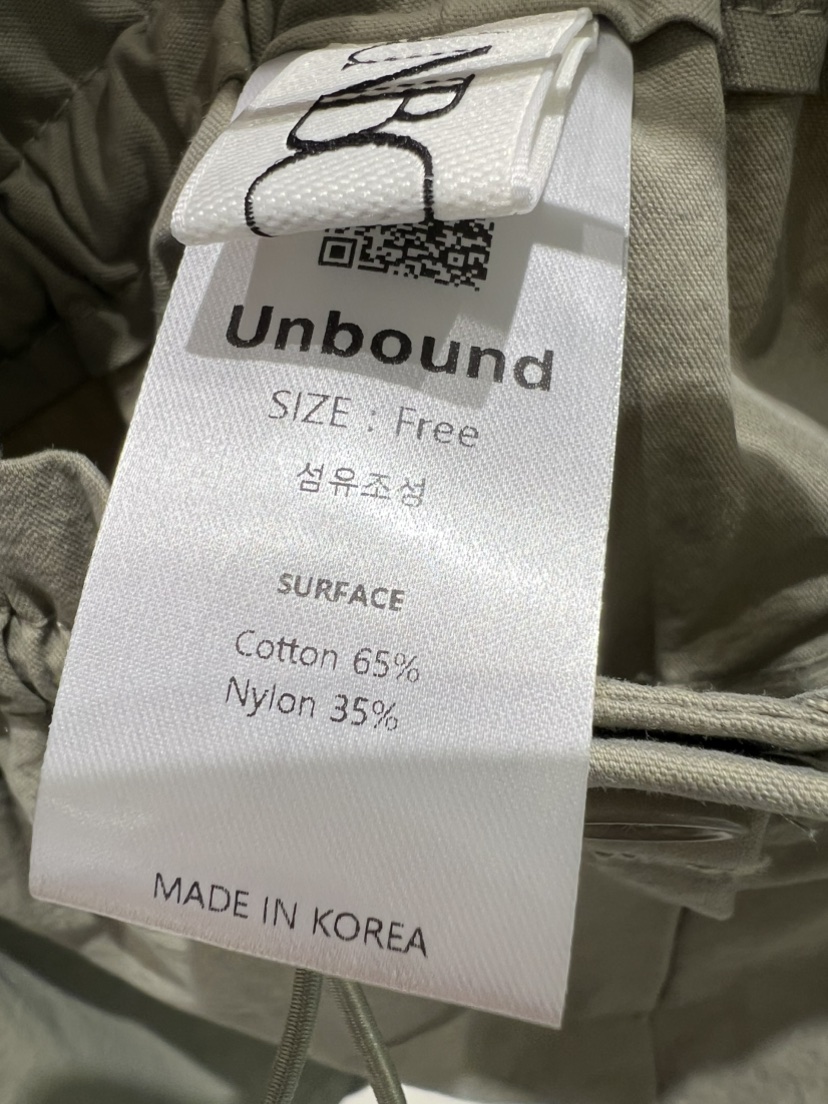 Unbound
SIZE : Free
섬유조성
SURFACE
Cotton 65%
Nylon 35%
MADE IN KOREA